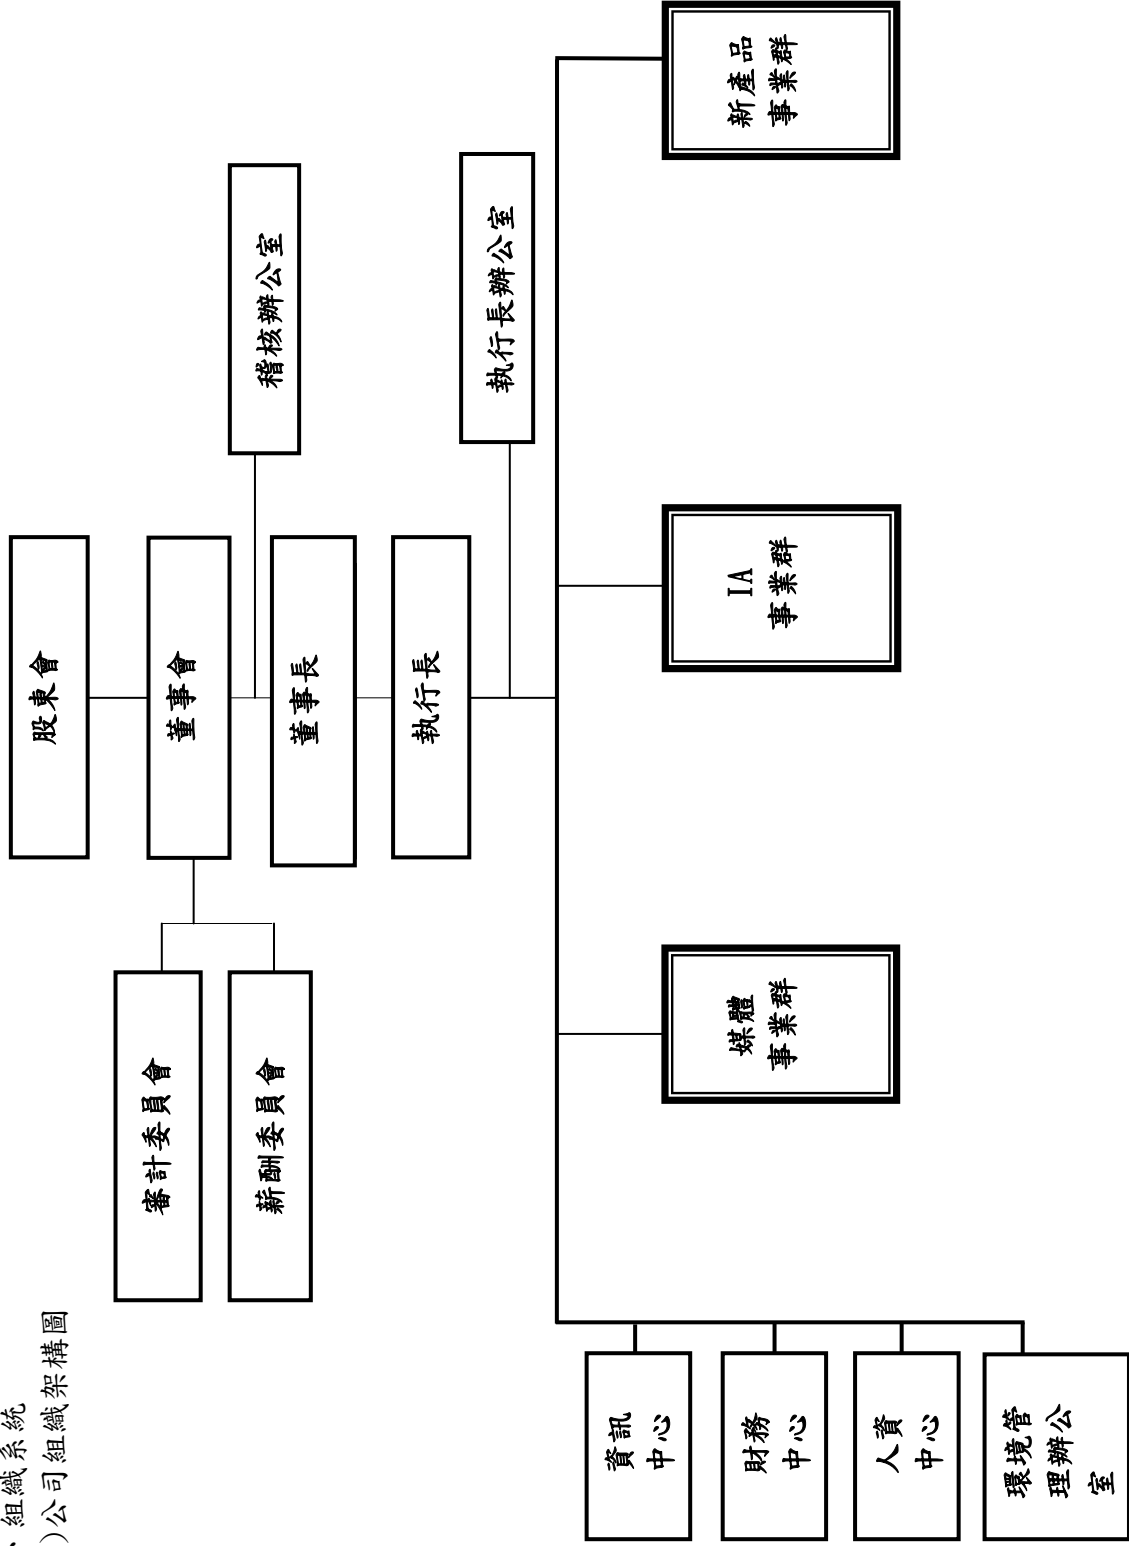 、組織系統
)公司組織架構圖
股東會
董事會
審計委員會
薪酬委員會
稽核辦公室
董事長
執行長
執行長辦公室
資訊
中心
財務
中心
人資
中心
環境管
理辦公
室
媒體
事業群
IA
事業群
新產品
事業群